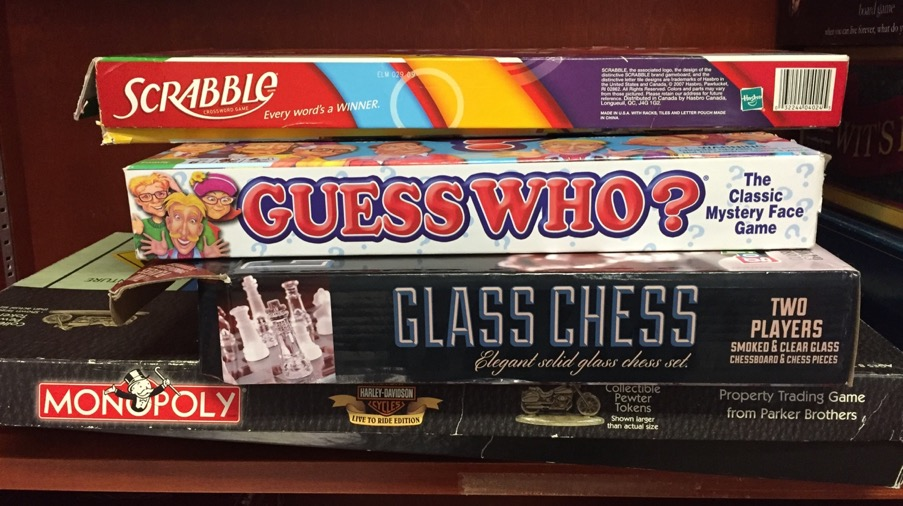 SCRABBLE
CROSSWORD GAME
Every word's a WINNER.
SCRABBLE, the associated logo, the design of the
distinctive SCRABBLE brand gameboard, and the
distinctive letter tile designs are trademarks of Hasbro in
the United States and Canada. © 2007 Hasbro, Pawtucket,
RI 02862. All Rights Reserved. Colors and parts may vary
from those pictured. Please retain our address for future
reference. Distributed in Canada by Hasbro Canada,
Longueuil, QC, J4G 1G2.
MADE IN U.S.A. WITH RACKS, TILES AND LETTER POUCH MADE
IN CHINA.
Hasbro
GUESS WHO?
The
Classic
Mystery Face
Game
GLASS CHESS
Elegant solid glass chess set.
TWO
PLAYERS
SMOKED & CLEAR GLASS
CHESSBOARD & CHESS PIECES
MONOPOLY
HARLEY-DAVIDSON
CYCLES
LIVE TO RIDE EDITION
Collectible
Pewter
Tokens
Shown larger
than actual size
Property Trading Game
from Parker Brothers
board game